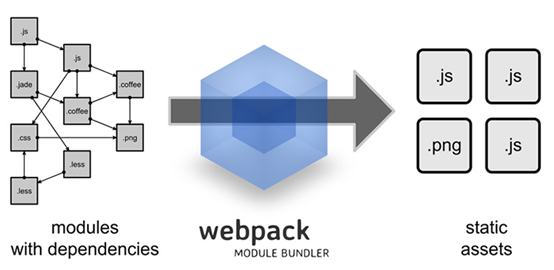 .js
.js
.jade
.coffee
.coffee
.css
.png
.less
.less
modules
with dependencies
webpack
MODULE BUNDLER
.js
.js
.png
.js
static
assets